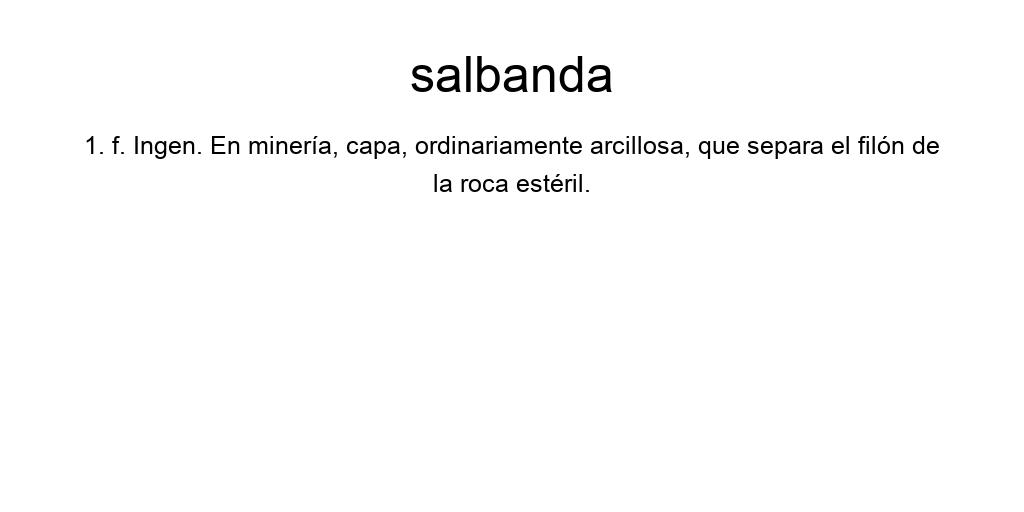 salbanda
1. f. Ingen. En minería, capa, ordinariamente arcillosa, que separa el filón de
la roca estéril.